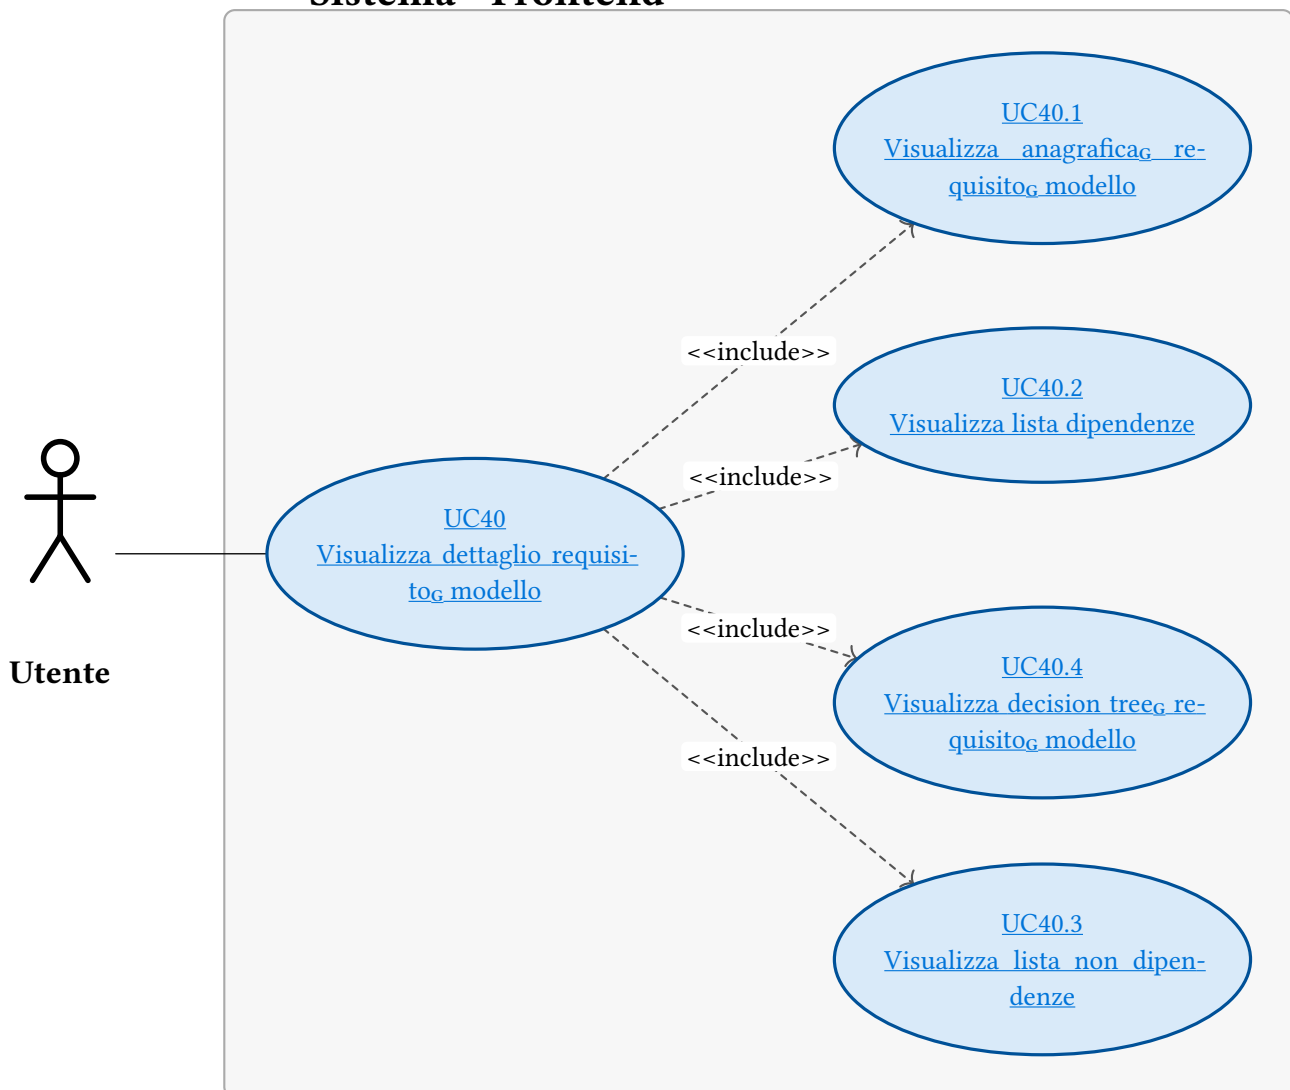 Sistema - Frontend
UC40.1
Visualizza anagraficaG re-
quisitoG modello
<<include>>
UC40.2
Visualizza lista dipendenze
<<include>>
UC40
Visualizza dettaglio requisi-
toG modello
<<include>>
UC40.4
Visualizza decision treeG re-
quisitoG modello
Utente
<<include>>
UC40.3
Visualizza lista non dipen-
denze